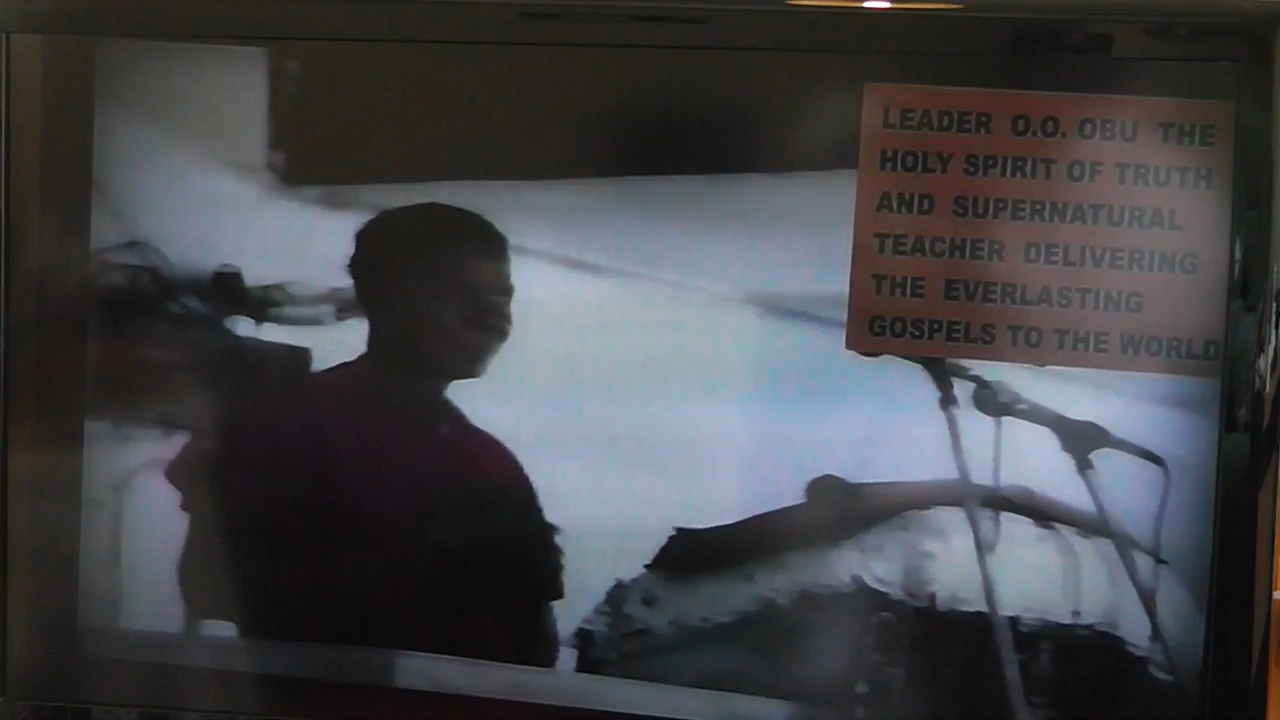 LEADER O.O. OBU THE
HOLY SPIRIT OF TRUTH
AND SUPERNATURAL
TEACHER DELIVERING
THE EVERLASTING
GOSPELS TO THE WORLD